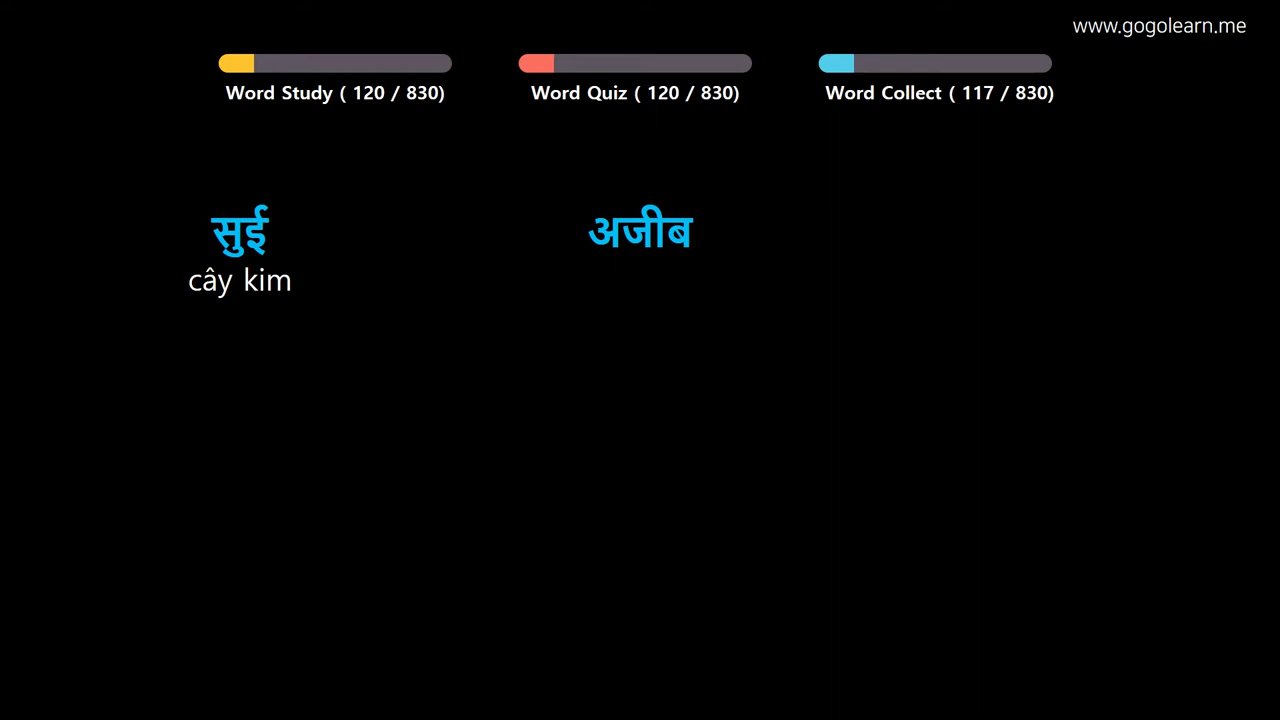 www.gogolearn.me
Word Study ( 120 / 830)
Word Quiz ( 120 / 830)
Word Collect ( 117 / 830)
सुई
cây kim
अजीब